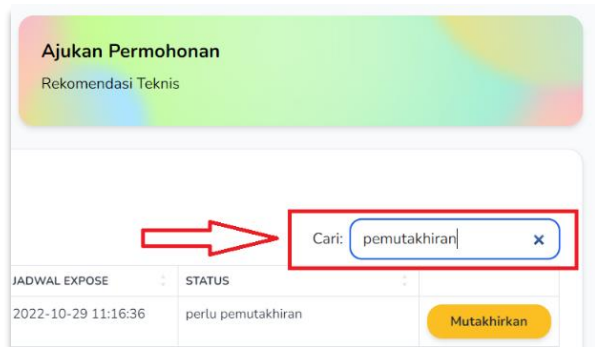 Ajukan Permohonan
Rekomendasi Teknis
Cari: pemutakhiran
JADWAL EXPOSE STATUS
2022-10-29 11:16:36 perlu pemutakhiran Mutakhirkan